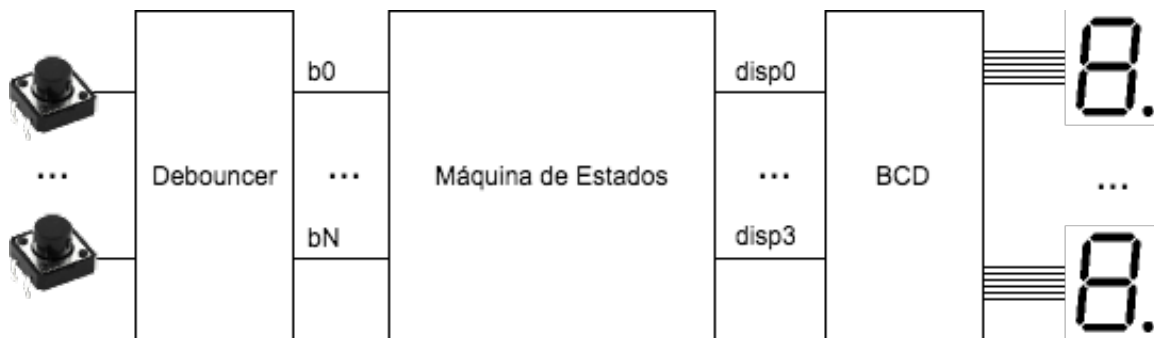 b0
disp0
...
Debouncer
...
Máquina de Estados
...
BCD
...
bN
disp3